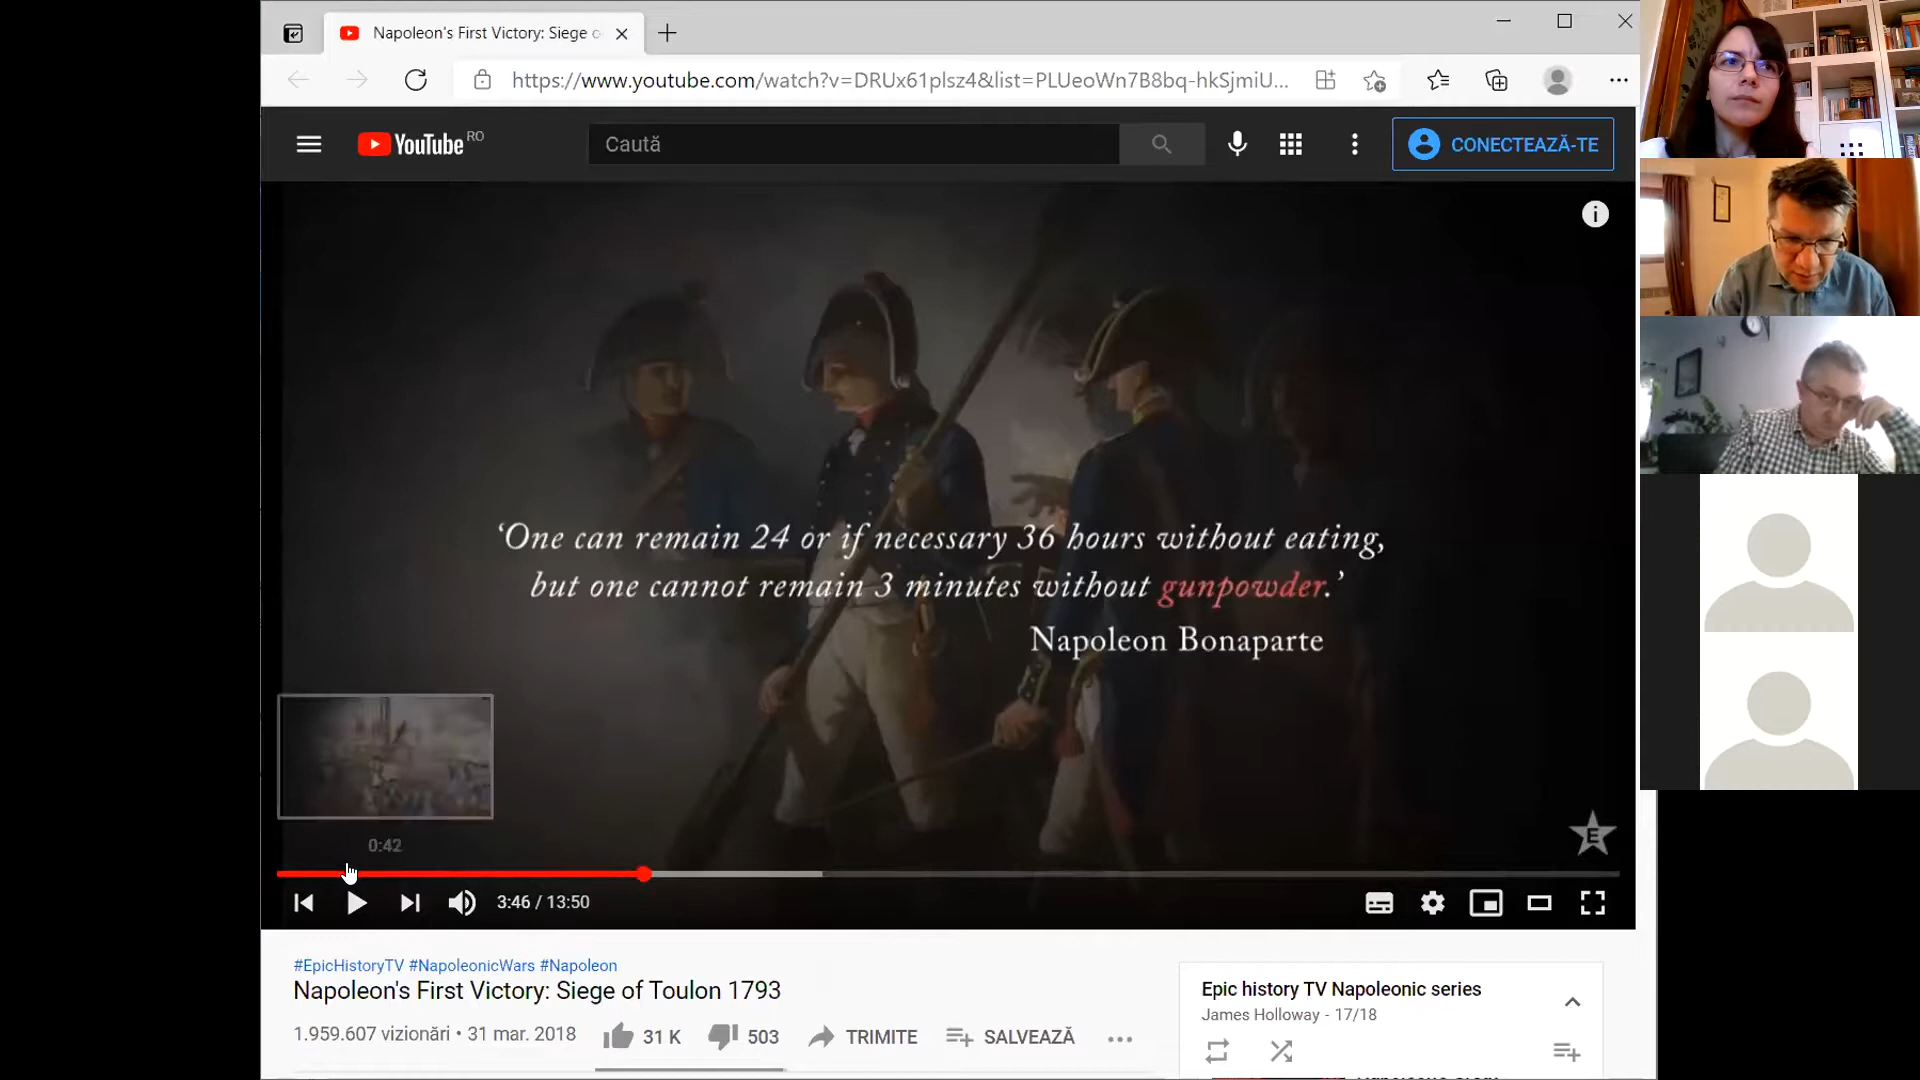 Napoleon's First Victory: Siege o
https://www.youtube.com/watch?v=DRUx61plsz4&list=PLUeoWn7B8bq-hkSjmiU...
YouTube RO
Caută
CONECTEAZĂ-TE
‘One can remain 24 or if necessary 36 hours without eating,
but one cannot remain 3 minutes without gunpowder.’
Napoleon Bonaparte
0:42
3:46 / 13:50
E
#EpicHistoryTV #NapoleonicWars #Napoleon
Napoleon's First Victory: Siege of Toulon 1793
1.959.607 vizionări • 31 mar. 2018
31 K
503
TRIMITE
SALVEAZĂ
Epic history TV Napoleonic series
James Holloway - 17/18